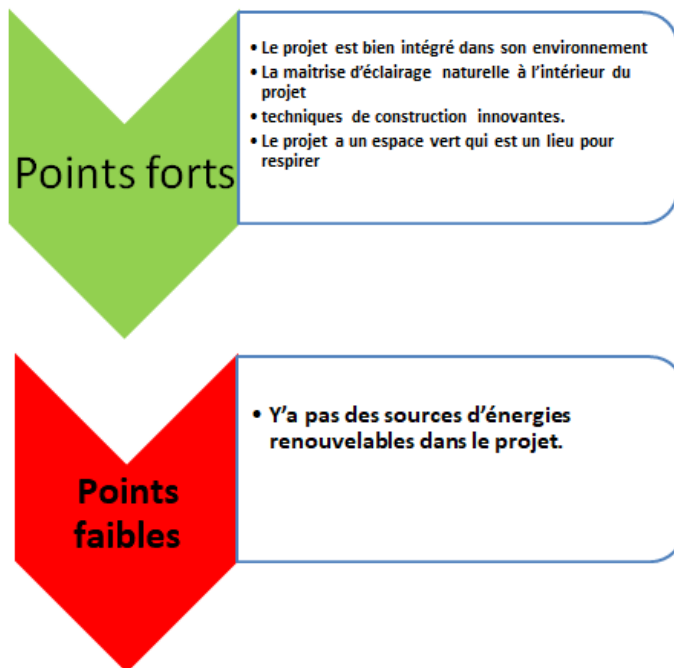 Points forts
• Le projet est bien intégré dans son environnement
• La maitrise d'éclairage naturelle à l'intérieur du
projet
• techniques de construction innovantes.
• Le projet a un espace vert qui est un lieu pour
respirer
Points
faibles
• Y'a pas des sources d'énergies
renouvelables dans le projet.